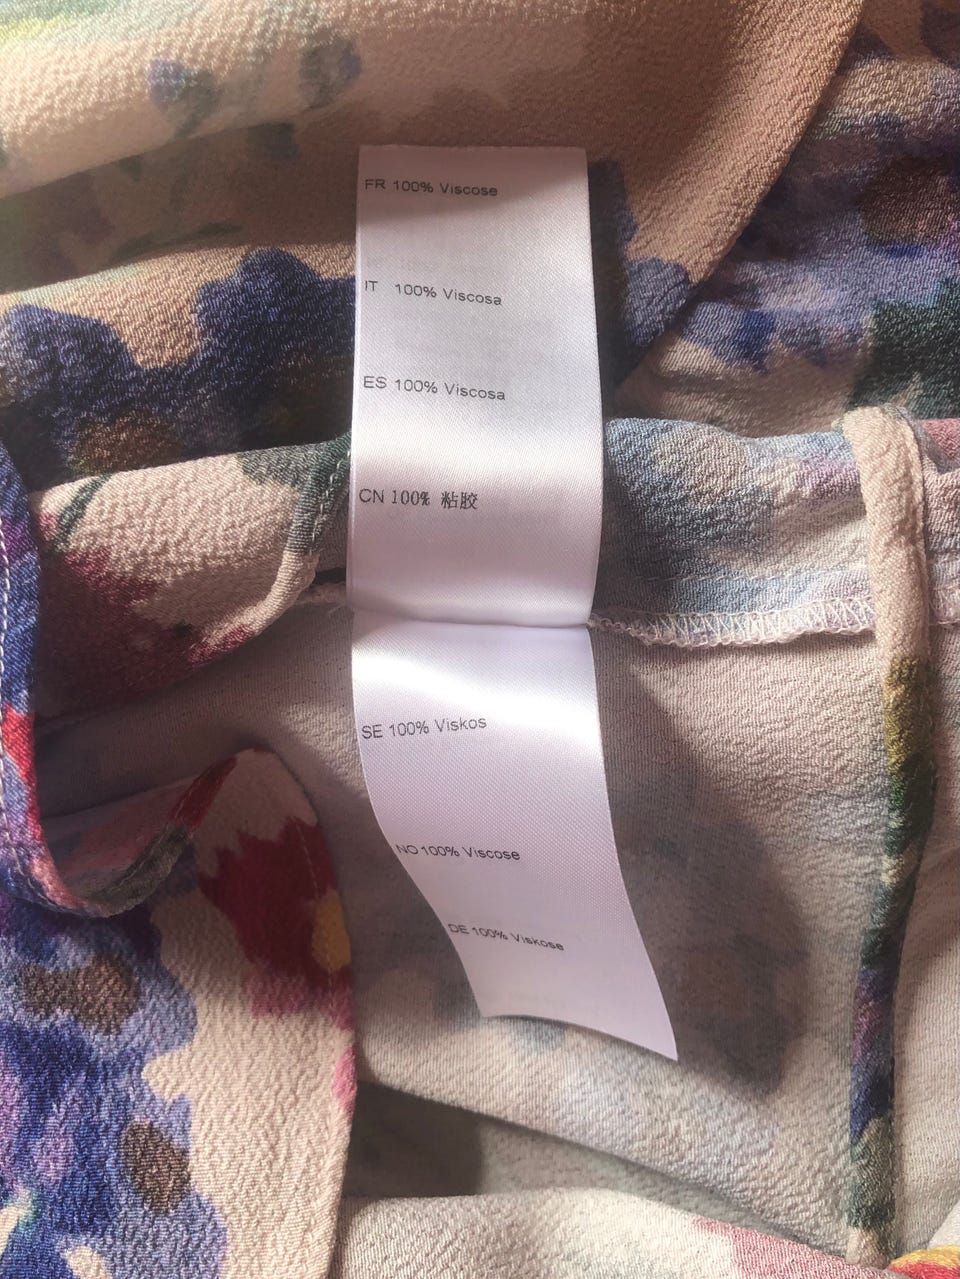 FR 100% Viscose
IT 100% Viscosa
ES 100% Viscosa
CN 100% 粘胶
SE 100% Viskos
NO 100% Viscose
DE 100% Viskose